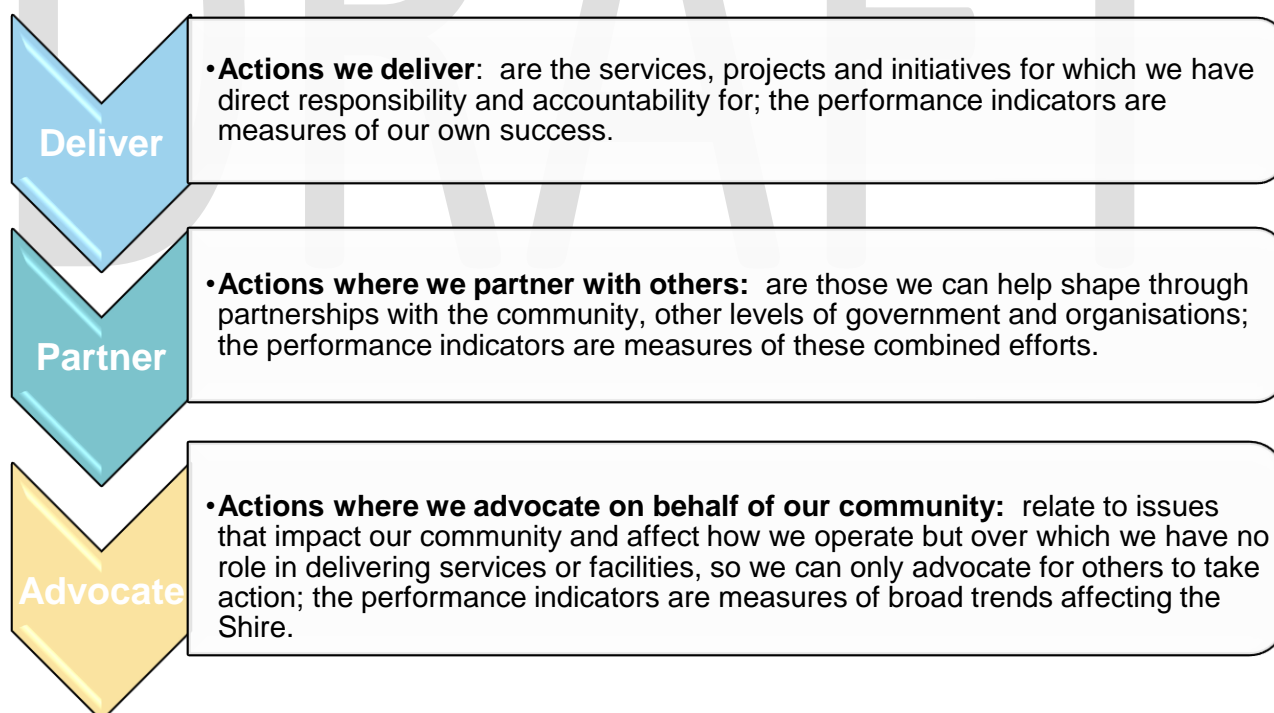 DRAFT
Deliver
•Actions we deliver:  are the services, projects and initiatives for which we have
direct responsibility and accountability for; the performance indicators are
measures of our own success.
Partner
•Actions where we partner with others:  are those we can help shape through
partnerships with the community, other levels of government and organisations;
the performance indicators are measures of these combined efforts.
Advocate
•Actions where we advocate on behalf of our community:  relate to issues
that impact our community and affect how we operate but over which we have no
role in delivering services or facilities, so we can only advocate for others to take
action; the performance indicators are measures of broad trends affecting the
Shire.